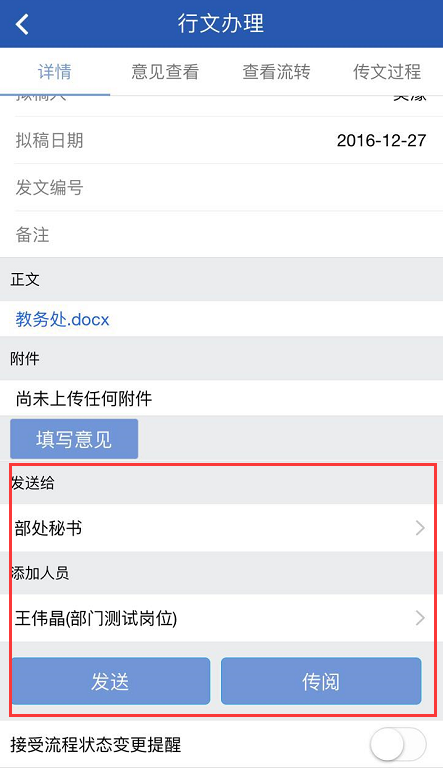 行文办理
详情 意见查看 查看流转 传文过程
拟稿日期 2016-12-27
发文编号
备注
正文
教务处.docx
附件
尚未上传任何附件
填写意见
发送给
部处秘书
添加人员
王伟晶(部门测试岗位)
发送 传阅
接受流程状态变更提醒